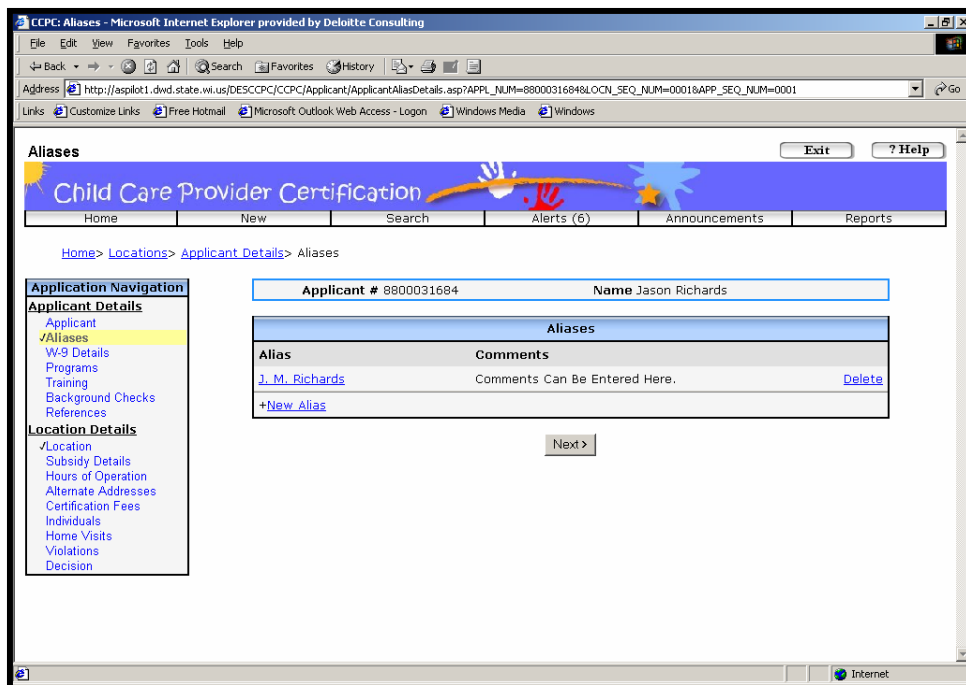 CCPC: Aliases - Microsoft Internet Explorer provided by Deloitte Consulting
File Edit View Favorites Tools Help
Back Search Favorites History
Address http://aspilot1.dwd.state.wi.us/DESCCPC/CCPC/Applicant/ApplicantAliasDetails.asp?APPL_NUM=8800031684&LOCN_SEQ_NUM=0001&APP_SEQ_NUM=0001 Go
Links Customize Links Free Hotmail Microsoft Outlook Web Access - Logon Windows Media Windows
Aliases Exit ? Help
Child Care Provider Certification
Home New Search Alerts (6) Announcements Reports
Home> Locations> Applicant Details> Aliases
Application Navigation
Applicant Details
Applicant
✓Aliases
W-9 Details
Programs
Training
Background Checks
References
Location Details
✓Location
Subsidy Details
Hours of Operation
Alternate Addresses
Certification Fees
Individuals
Home Visits
Violations
Decision
Applicant # 8800031684 Name Jason Richards
Aliases
Alias Comments
J. M. Richards Comments Can Be Entered Here. Delete
+New Alias
Next >
Internet